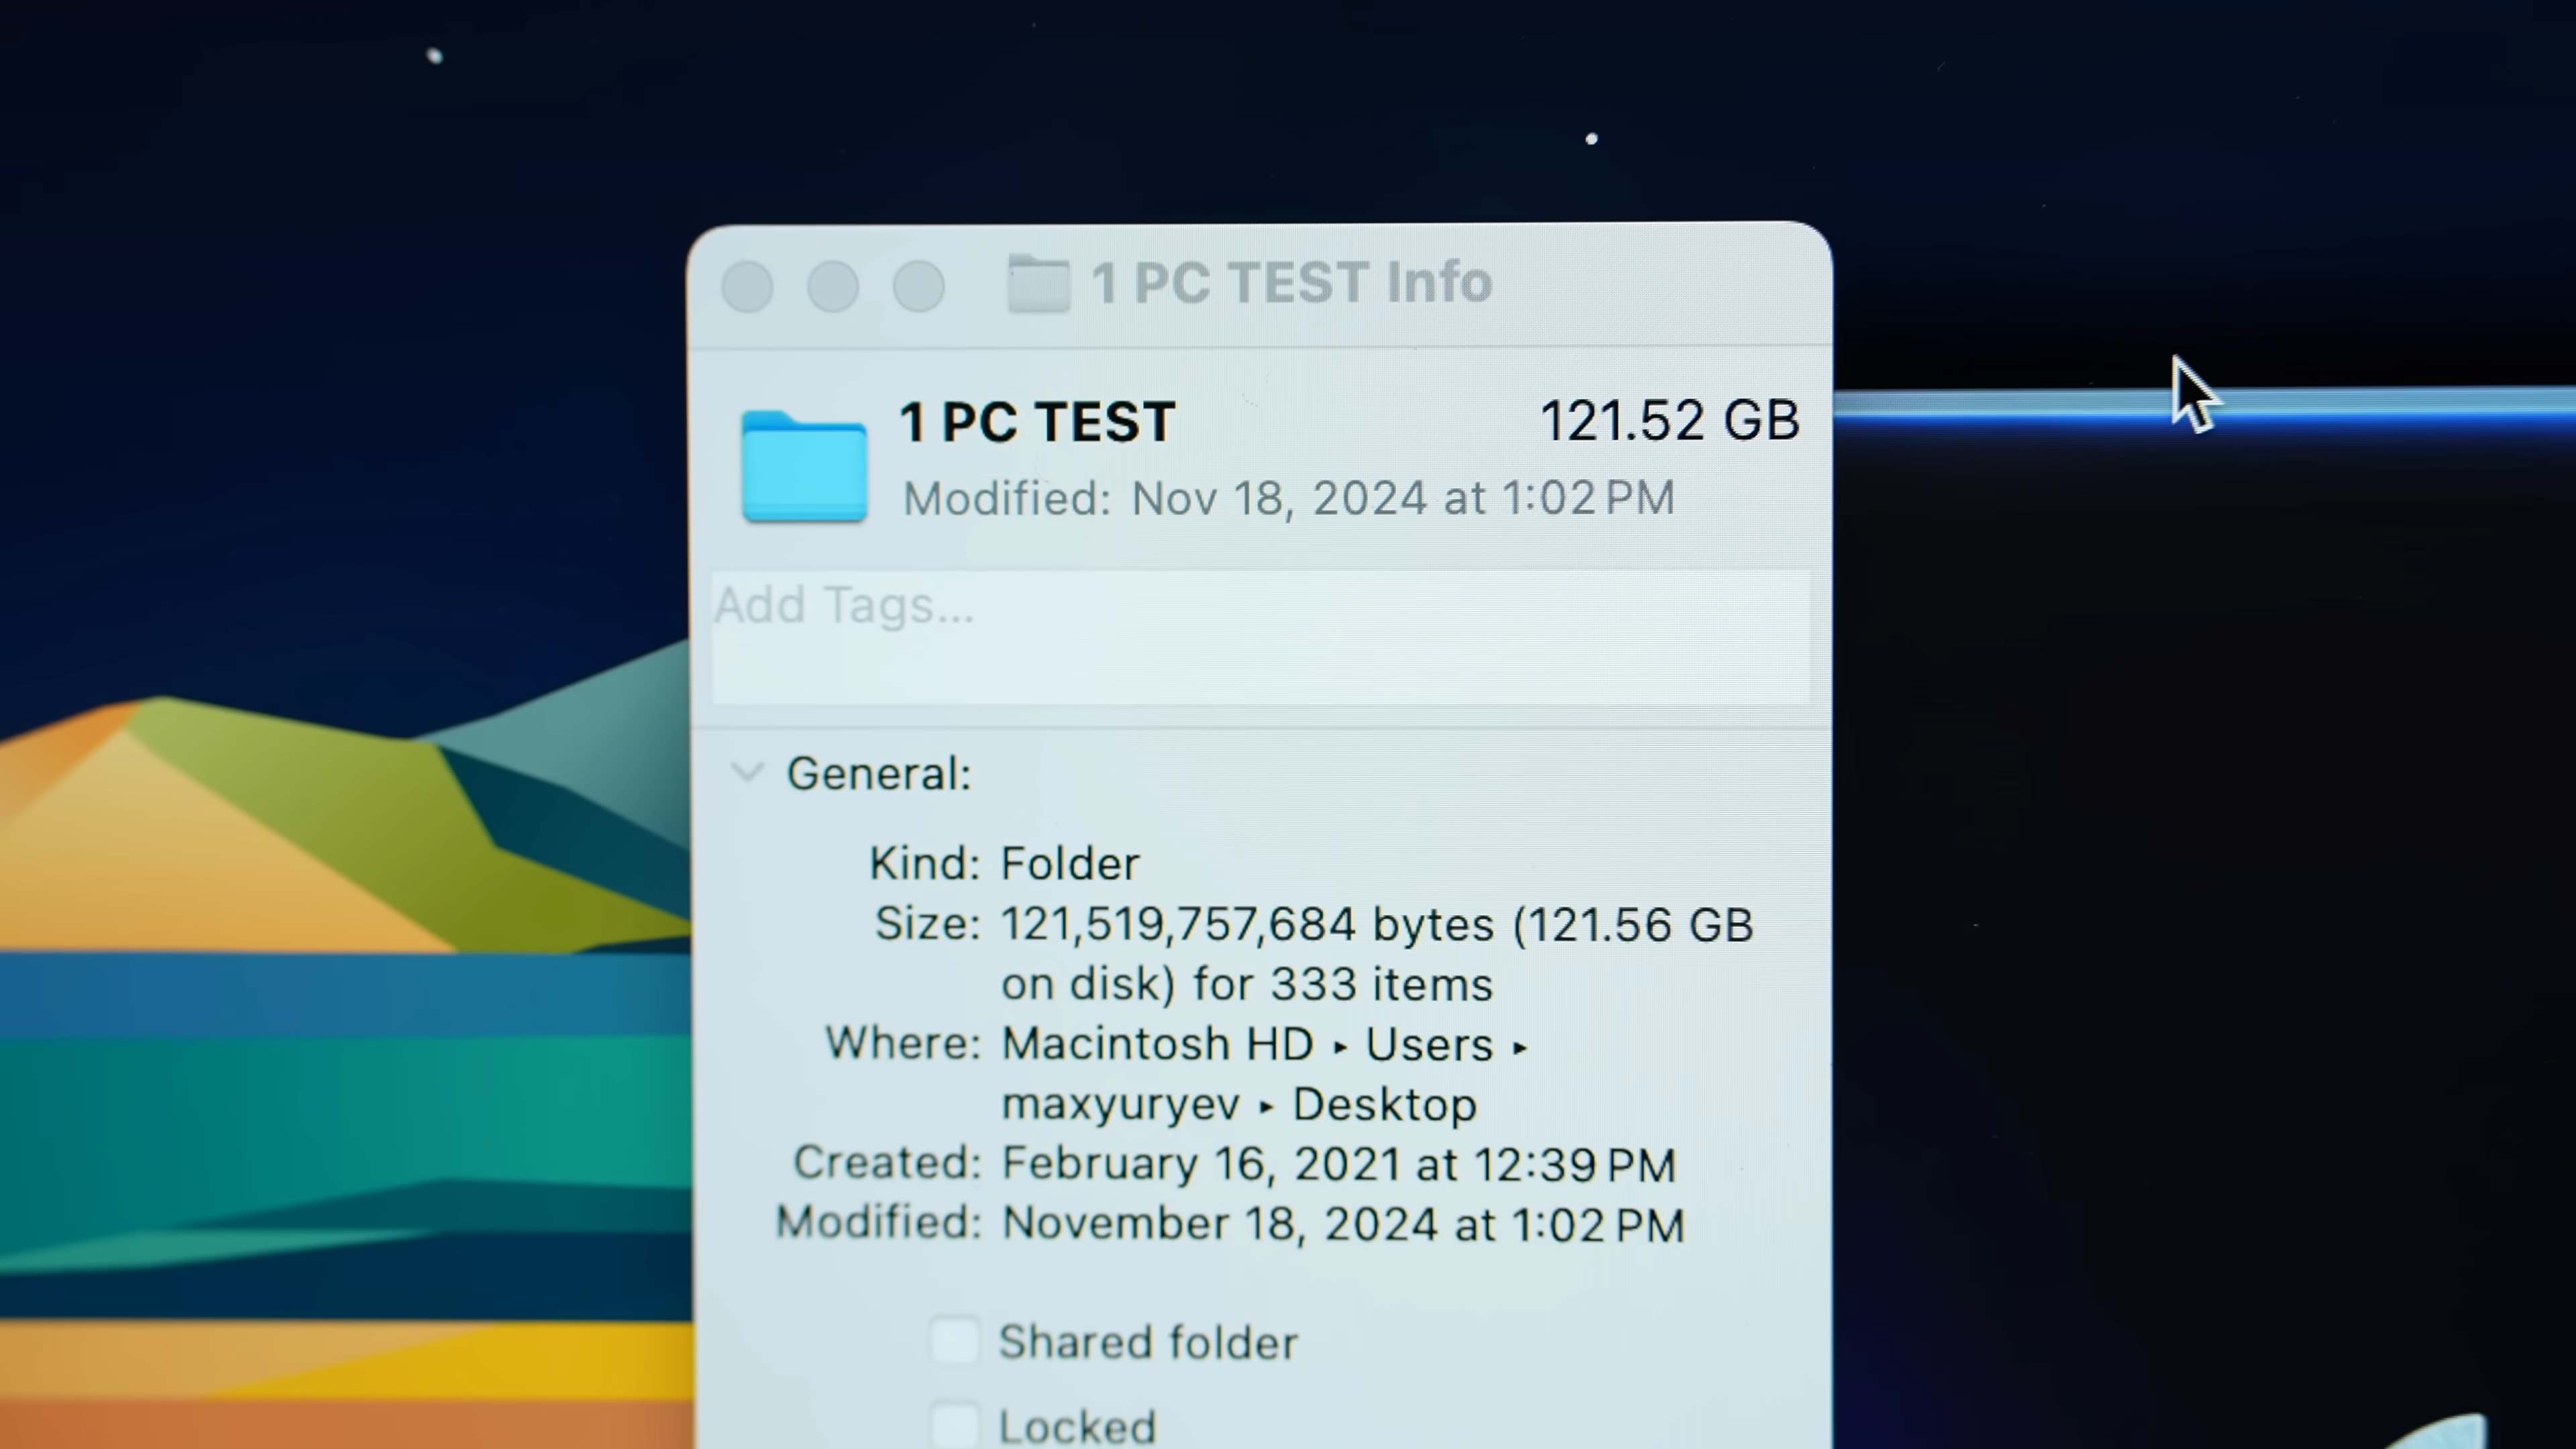 1 PC TEST Info
1 PC TEST 121.52 GB
Modified: Nov 18, 2024 at 1:02 PM
Add Tags...
General:
Kind: Folder
Size: 121,519,757,684 bytes (121.56 GB
on disk) for 333 items
Where: Macintosh HD ▸ Users ▸
maxyuryev ▸ Desktop
Created: February 16, 2021 at 12:39 PM
Modified: November 18, 2024 at 1:02 PM
Shared folder
Locked